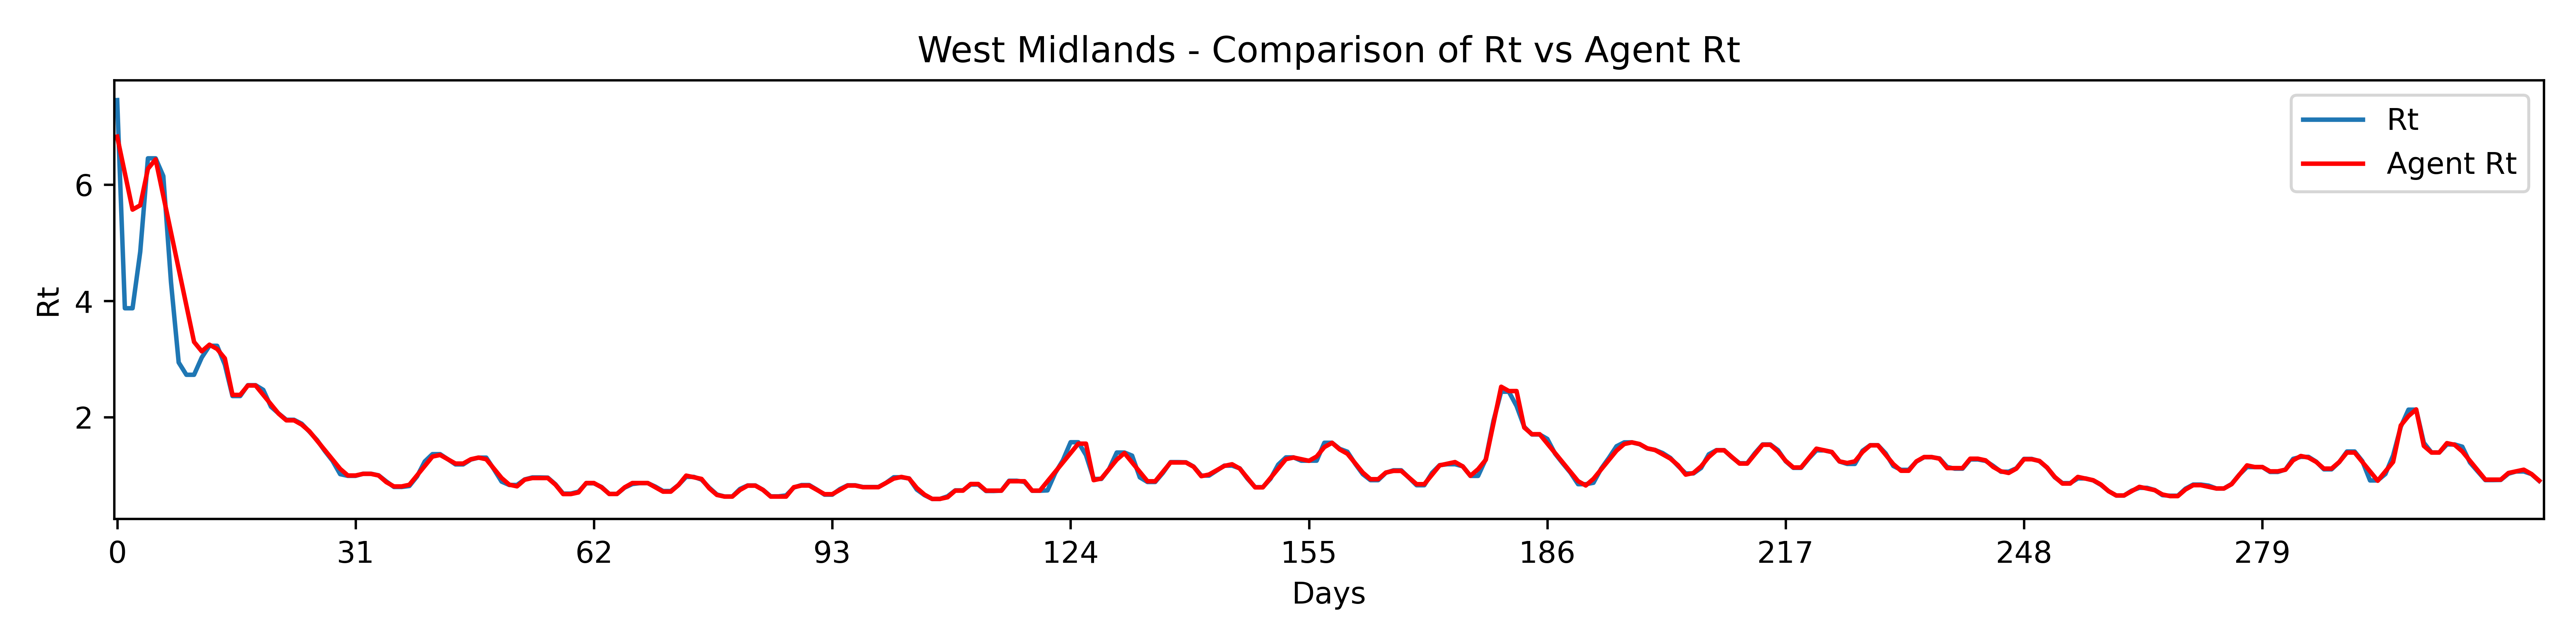 West Midlands - Comparison of Rt vs Agent Rt
Rt
Agent Rt
6
4
2
Rt
0 31 62 93 124 155 186 217 248 279
Days